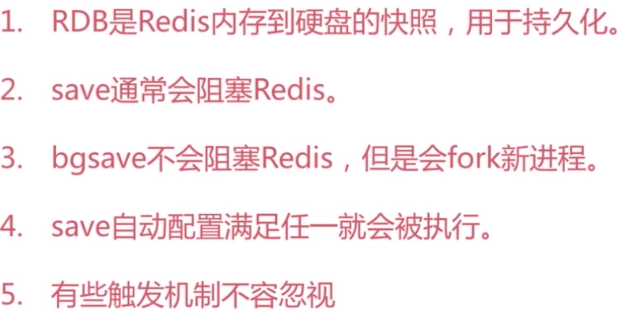 1. RDB是Redis内存到硬盘的快照，用于持久化。
2. save通常会阻塞Redis。
3. bgsave不会阻塞Redis，但是会fork新进程。
4. save自动配置满足任一就会被执行。
5. 有些触发机制不容忽视